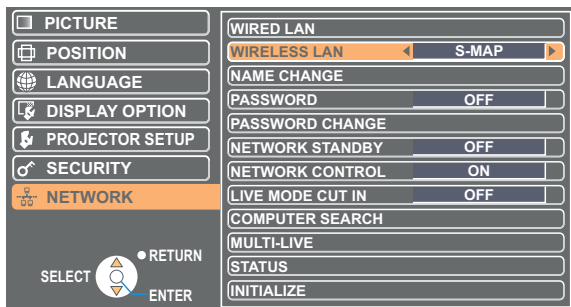 PICTURE
POSITION
LANGUAGE
DISPLAY OPTION
PROJECTOR SETUP
SECURITY
NETWORK
RETURN
SELECT
ENTER
WIRED LAN
WIRELESS LAN S-MAP
NAME CHANGE
PASSWORD OFF
PASSWORD CHANGE
NETWORK STANDBY OFF
NETWORK CONTROL ON
LIVE MODE CUT IN OFF
COMPUTER SEARCH
MULTI-LIVE
STATUS
INITIALIZE